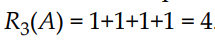 R₃(A) = 1+1+1+1 = 4